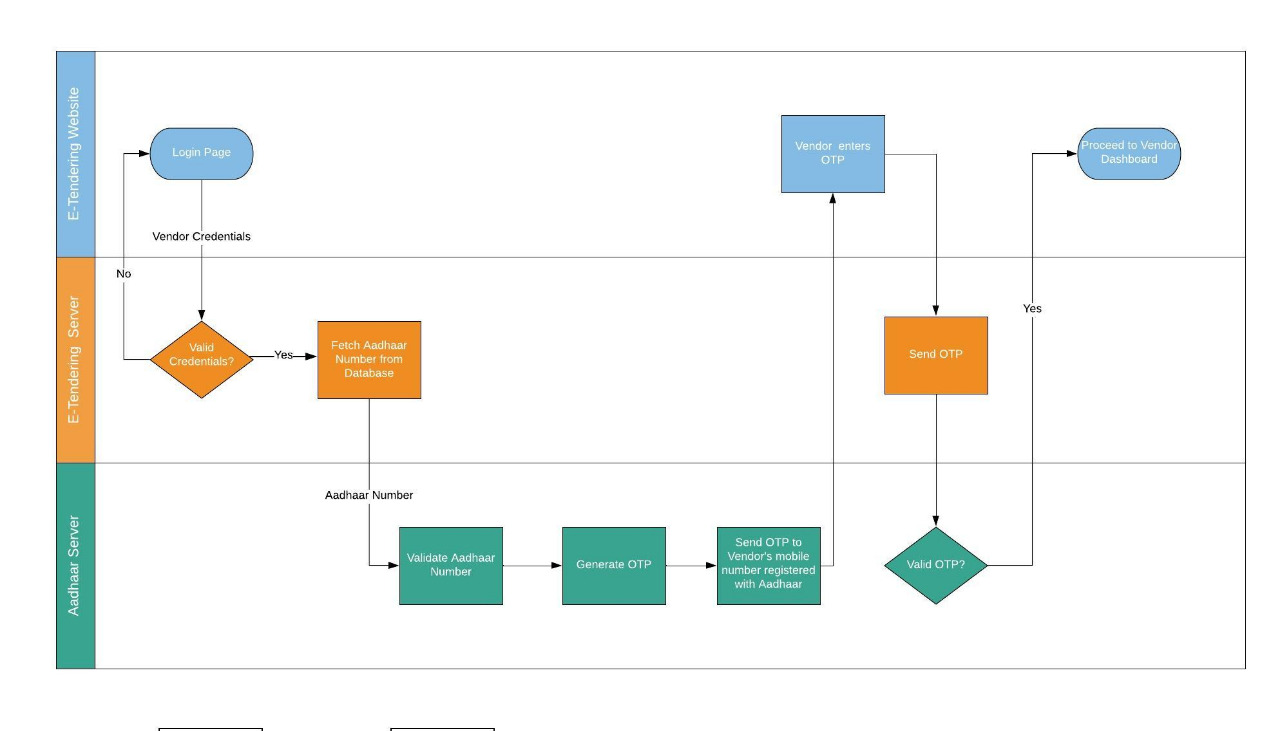 E-Tendering Website
Login Page
Vendor Credentials
No
Vendor enters
OTP
Proceed to Vendor
Dashboard
E-Tendering Server
Valid
Credentials?
Yes
Fetch Aadhaar
Number from
Database
Send OTP
Yes
Aadhaar Server
Aadhaar Number
Validate Aadhaar
Number
Generate OTP
Send OTP to
Vendor's mobile
number registered
with Aadhaar
Valid OTP?